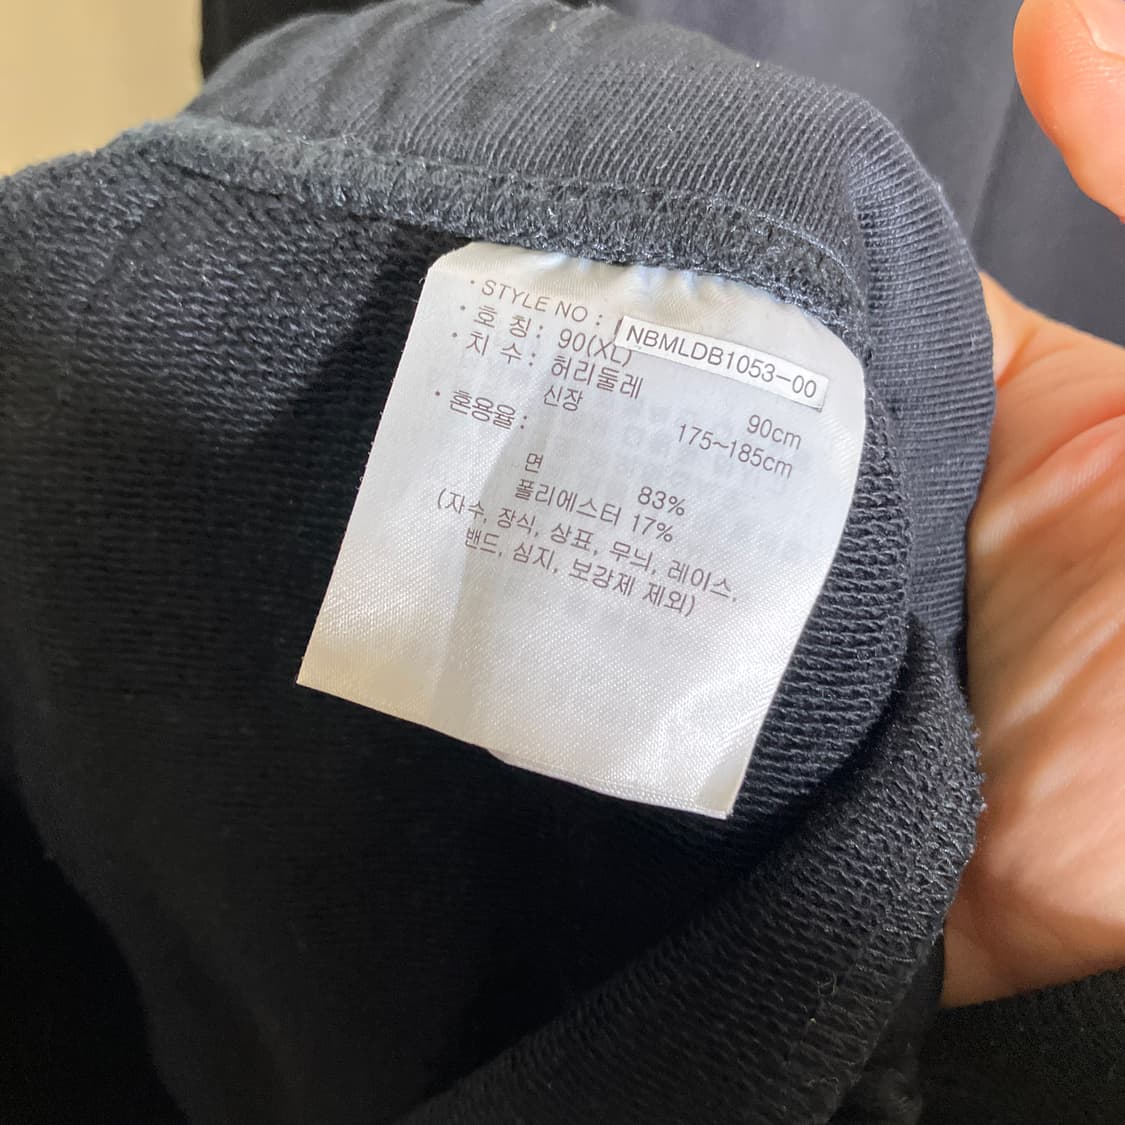 · STYLE NO : NBMLDB1053-00
· 호 칭 : 90(XL)
· 치 수 : 허리둘레 90cm
신장 175~185cm
· 혼용율 :
면 83%
폴리에스터 17%
(자수, 장식, 상표, 무늬, 레이스,
밴드, 심지, 보강제 제외)